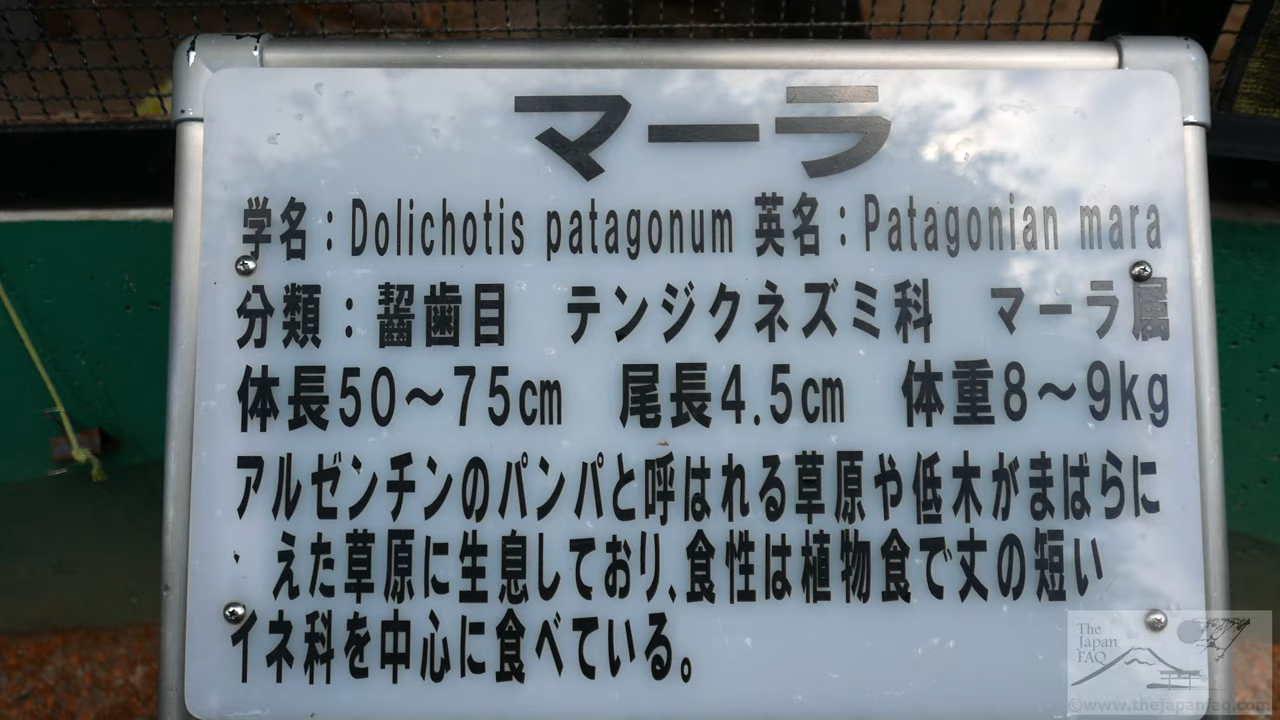 マーラ
学名：Dolichotis patagonum 英名：Patagonian mara
分類：齧歯目　テンジクネズミ科　マーラ属
体長50～75cm　尾長4.5cm　体重8～9kg
アルゼンチンのパンパと呼はれる草原や低木がまばらに
えた草原に生息しており、食性は植物食で丈の短い
イネ科を中心に食べている。
The
Japan
FAQ
©www.thejapanfaq.com